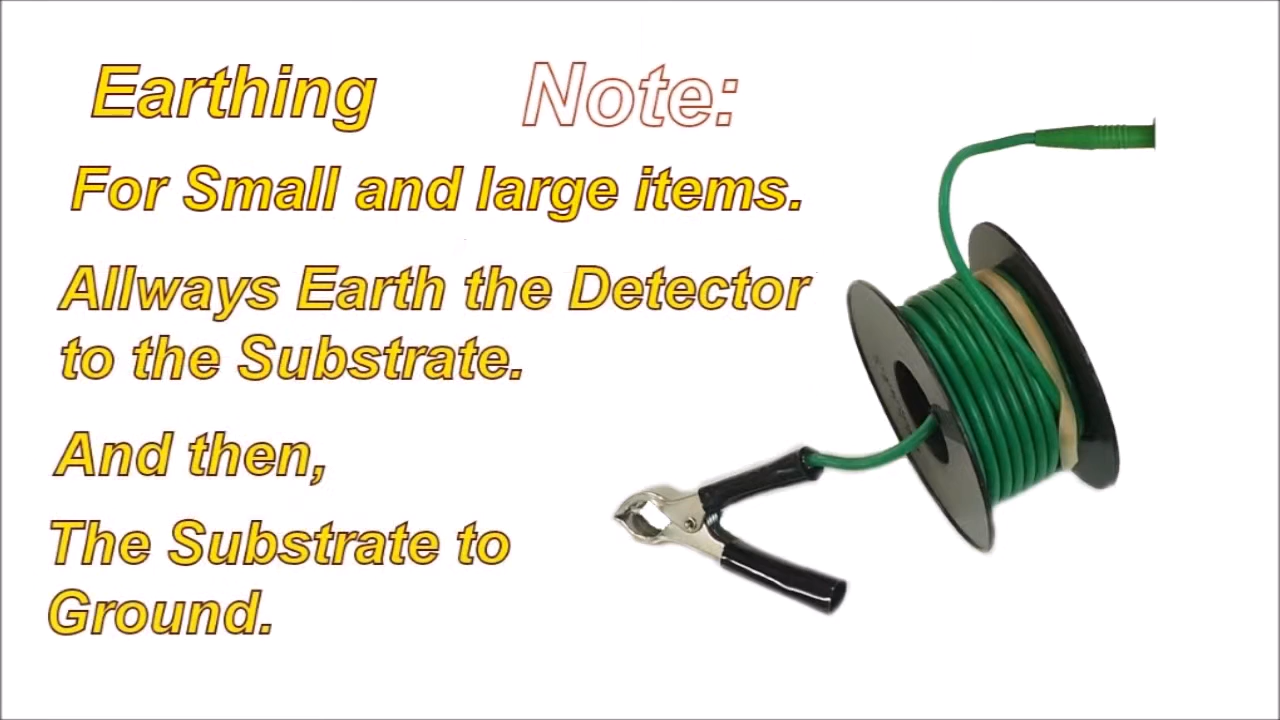 Earthing Note:
For Small and large items.
Allways Earth the Detector
to the Substrate.
And then,
The Substrate to
Ground.